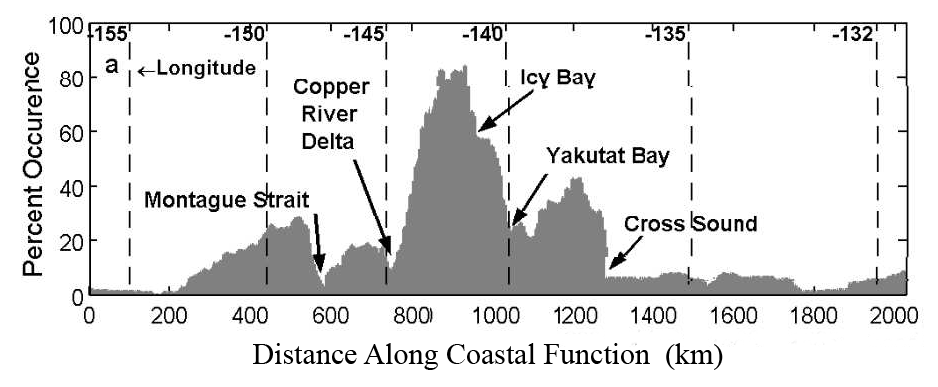 100
-155
-150
-145
-140
-135
-132
a
←Longitude
Icy Bay
80
Copper
River
Delta
60
Yakutat Bay
40
Montague Strait
Cross Sound
20
0
Percent Occurence
0 200 400 600 800 1000 1200 1400 1600 1800 2000
Distance Along Coastal Function (km)